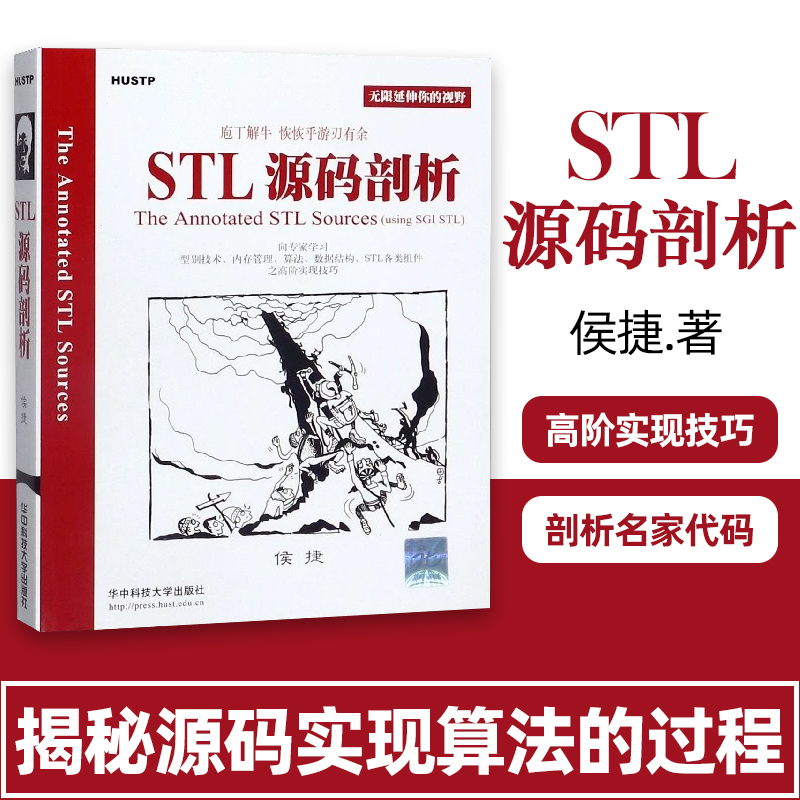 HUSTP
STL
源码剖析
侯捷
华中科技大学出版社
The Annotated STL Sources
HUSTP
无限延伸你的视野
庖丁解牛 恢恢乎游刃有余
STL 源码剖析
The Annotated STL Sources (using SGI STL)
向专家学习
型别技术、内存管理、算法、数据结构、STL各类组件
之高阶实现技巧
侯 捷
华中科技大学出版社
http://press.hust.edu.cn
STL
源码剖析
侯捷.著
高阶实现技巧
剖析名家代码
揭秘源码实现算法的过程